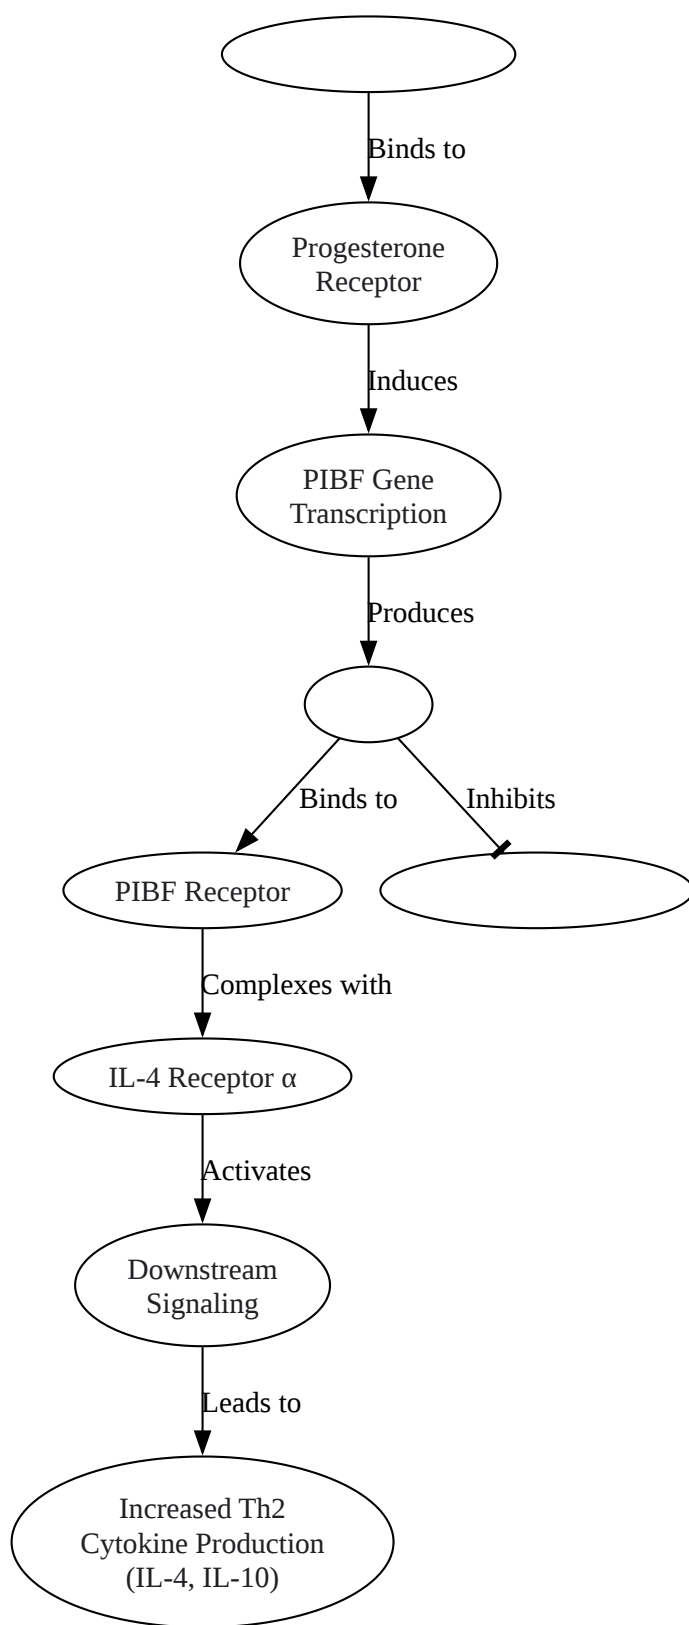 Binds to
Progesterone
Receptor
Induces
PIBF Gene
Transcription
Produces
Binds to
Inhibits
PIBF Receptor
Complexes with
IL-4 Receptor α
Activates
Downstream
Signaling
Leads to
Increased Th2
Cytokine Production
(IL-4, IL-10)